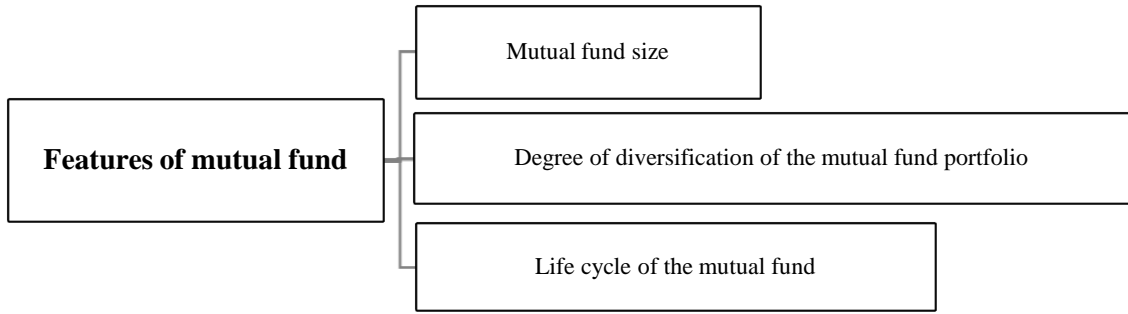 Mutual fund size
Features of mutual fund
Degree of diversification of the mutual fund portfolio
Life cycle of the mutual fund